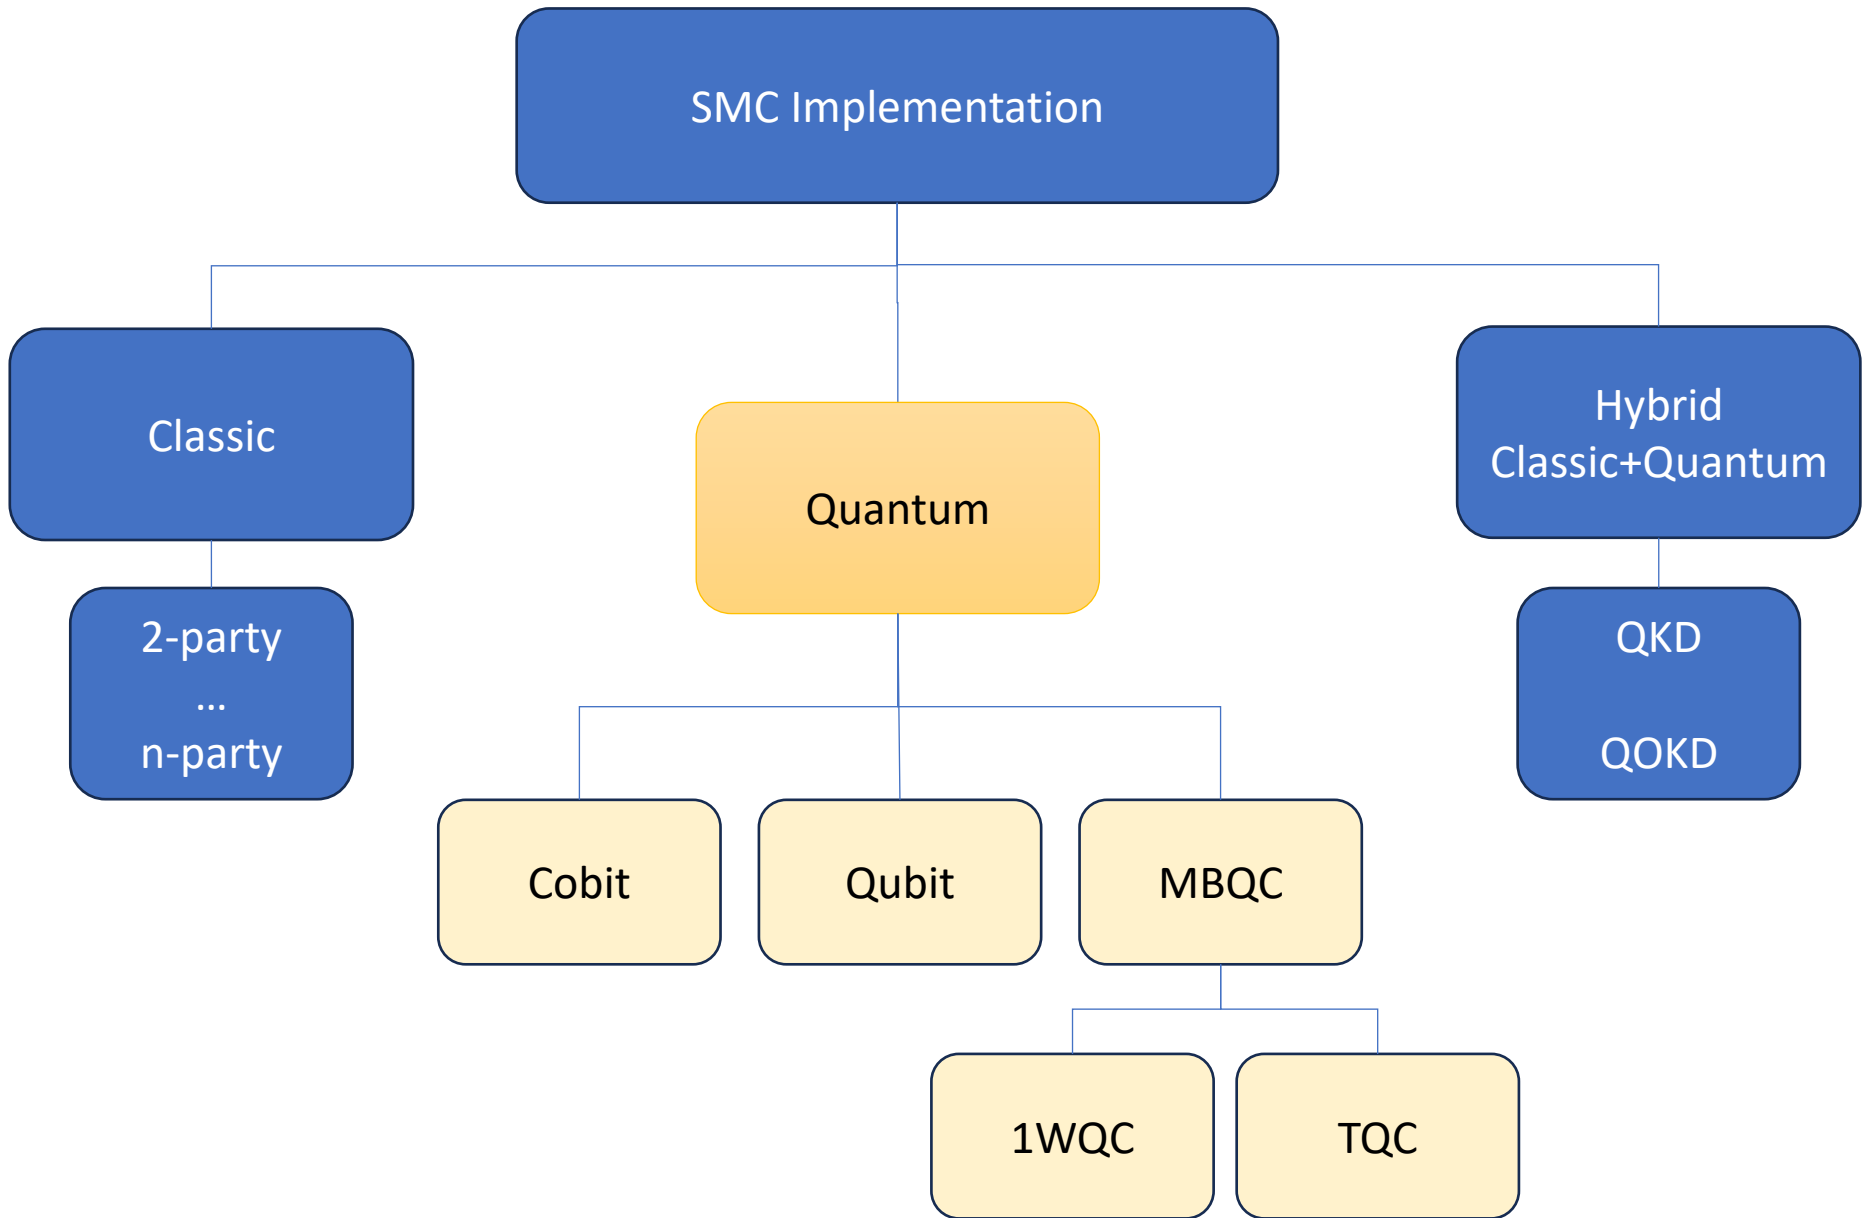 SMC Implementation
Classic
Quantum
Hybrid
Classic+Quantum
2-party
...
n-party
QKD
QOKD
Cobit
Qubit
MBQC
1WQC
TQC